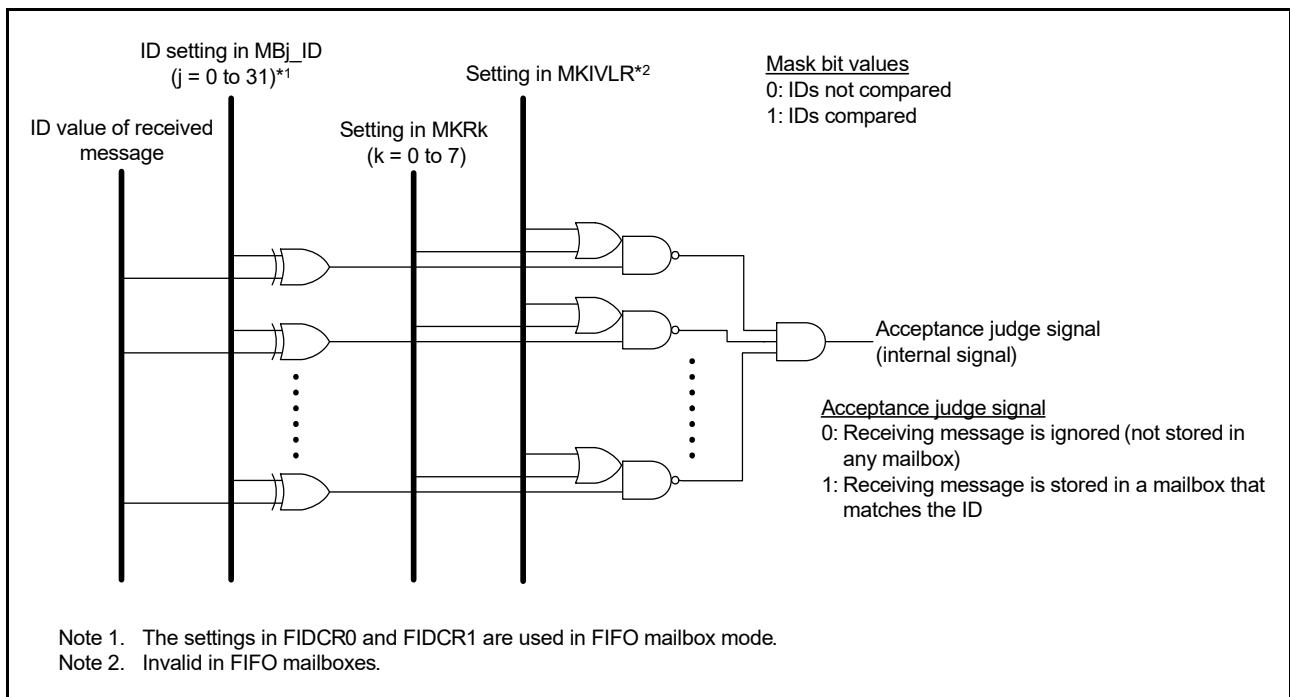 ID setting in MBj_ID
(j = 0 to 31)*1
Setting in MKIVLR*2
Mask bit values
0: IDs not compared
1: IDs compared
ID value of received
message
Setting in MKRk
(k = 0 to 7)
Acceptance judge signal
(internal signal)
Acceptance judge signal
0: Receiving message is ignored (not stored in
any mailbox)
1: Receiving message is stored in a mailbox that
matches the ID
Note 1. The settings in FIDCR0 and FIDCR1 are used in FIFO mailbox mode.
Note 2. Invalid in FIFO mailboxes.